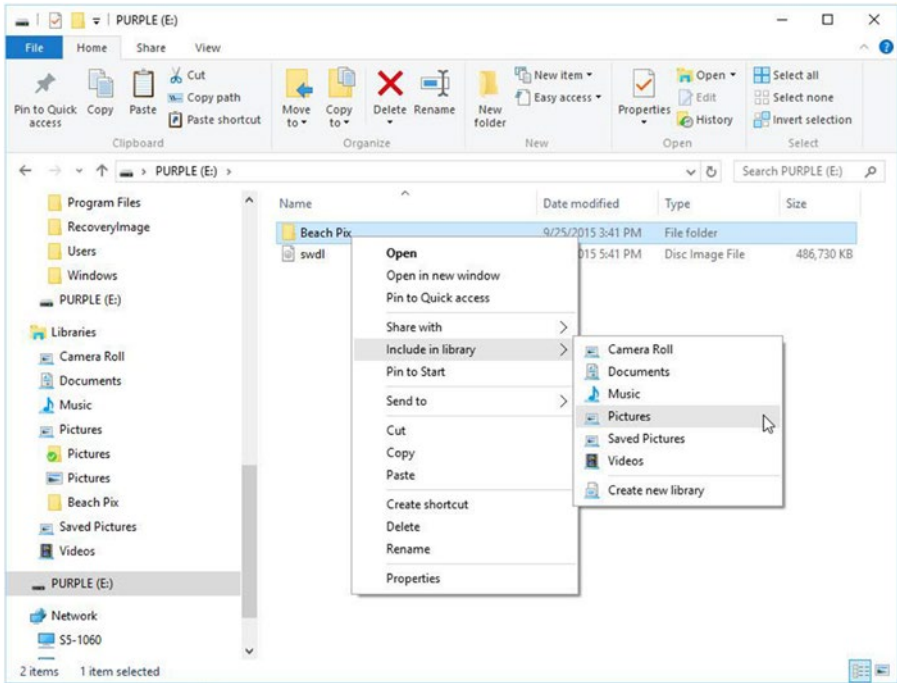 PURPLE (E:)
File Home Share View
Pin to Quick access
Copy
Paste
Cut
Copy path
Paste shortcut
Move to
Copy to
Delete
Rename
New folder
New item
Easy access
Properties
Open
Edit
History
Select all
Select none
Invert selection
Clipboard Organize New Open Select
PURPLE (E:)
Search PURPLE (E:)
Program Files
RecoveryImage
Users
Windows
PURPLE (E:)
Libraries
Camera Roll
Documents
Music
Pictures
Pictures
Pictures
Beach Pix
Saved Pictures
Videos
PURPLE (E:)
Network
S5-1060
Name Date modified Type Size
Beach Pix 9/25/2015 3:41 PM File folder
swdl 015 5:41 PM Disc Image File 486,730 KB
Open
Open in new window
Pin to Quick access
Share with
Include in library
Pin to Start
Send to
Cut
Copy
Paste
Create shortcut
Delete
Rename
Properties
Camera Roll
Documents
Music
Pictures
Saved Pictures
Videos
Create new library
2 items 1 item selected